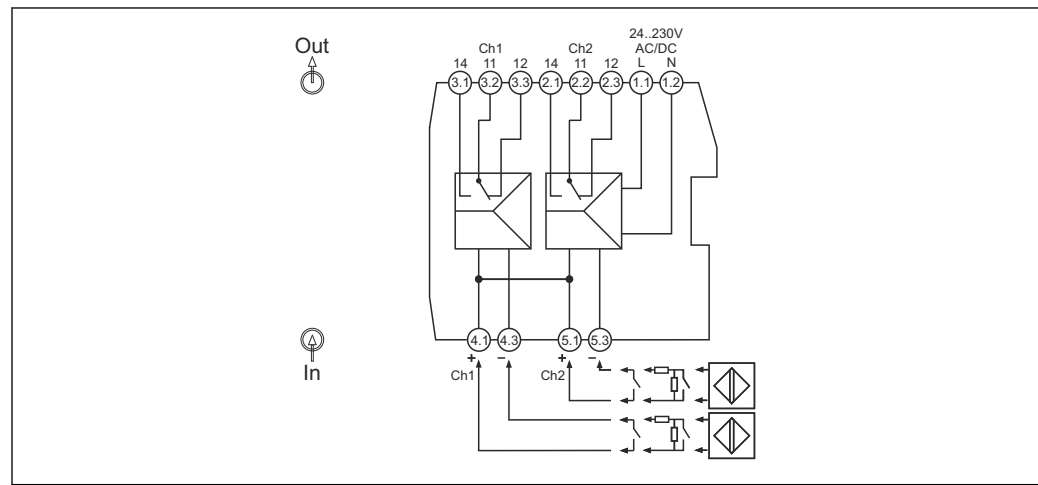 Out
24..230V
Ch1 Ch2 AC/DC
14 11 12 14 11 12 L N
3.1 3.2 3.3 2.1 2.2 2.3 1.1 1.2
4.1 4.3 5.1 5.3
+ – + –
In
Ch1 Ch2